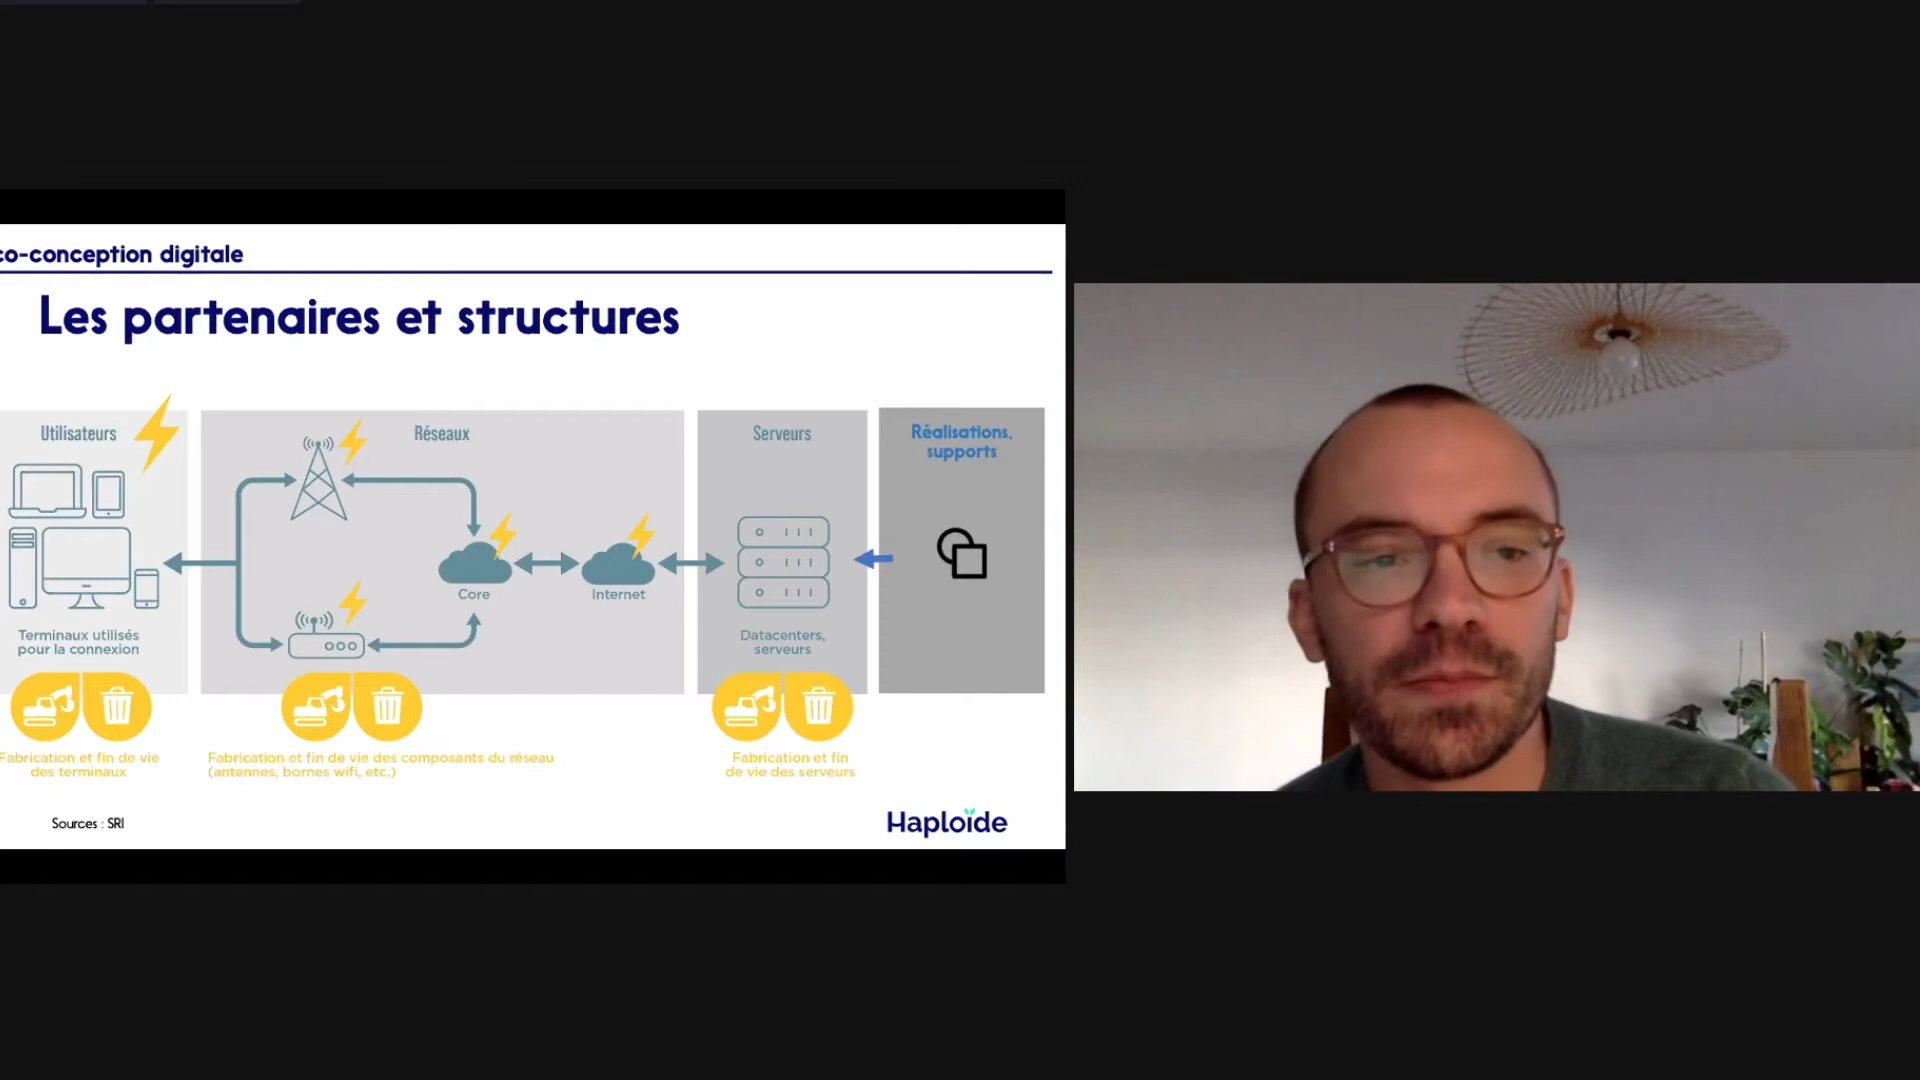 co-conception digitale
Les partenaires et structures
Utilisateurs
Réseaux
Serveurs
Réalisations,
supports
Core
Internet
Terminaux utilisés
pour la connexion
Datacenters,
serveurs
Fabrication et fin de vie
des terminaux
Fabrication et fin de vie des composants du réseau
(antennes, bornes wifi, etc.)
Fabrication et fin
de vie des serveurs
Sources : SRI
Haploïde